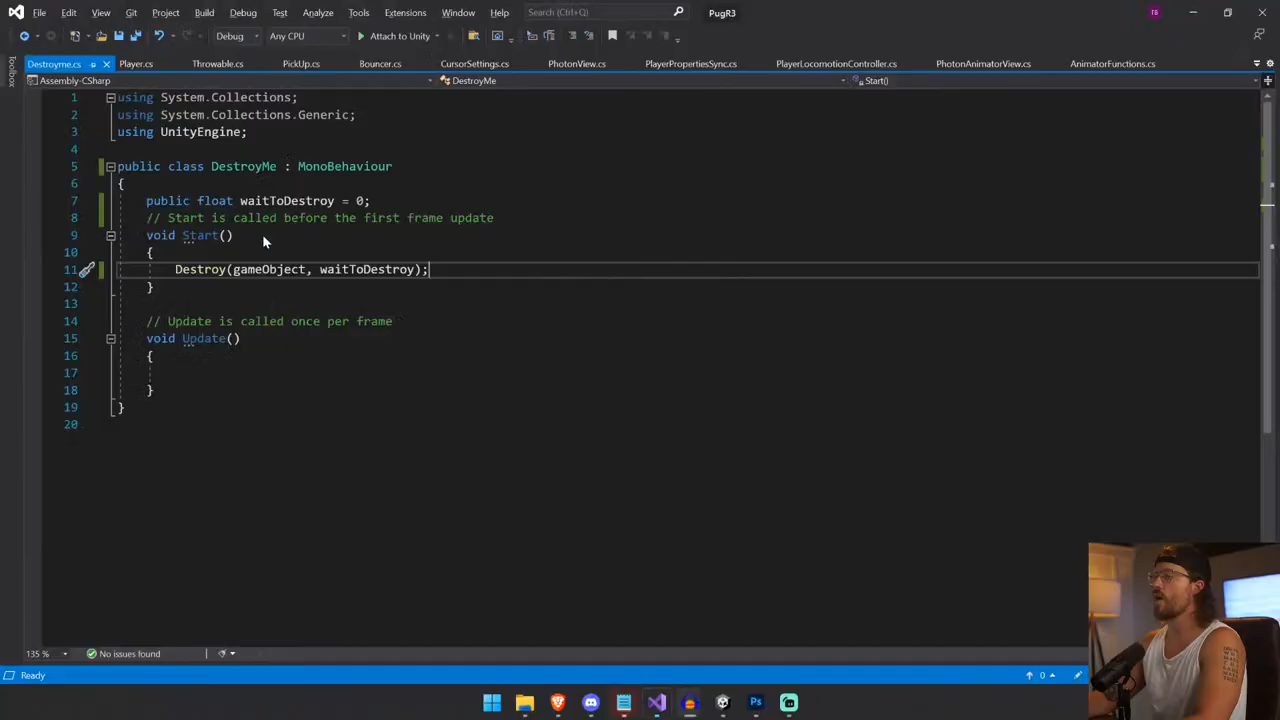 File Edit View Git Project Build Debug Test Analyze Tools Extensions Window Help Search (Ctrl+Q) PugR3 TB
Debug Any CPU Attach to Unity
Destroyme.cs Player.cs Throwable.cs PickUp.cs Bouncer.cs CursorSettings.cs PhotonView.cs PlayerPropertiesSync.cs PlayerLocomotionController.cs PhotonAnimatorView.cs AnimatorFunctions.cs
Toolbox
Assembly-CSharp DestroyMe Start()
1 using System.Collections;
2 using System.Collections.Generic;
3 using UnityEngine;
4
5 public class DestroyMe : MonoBehaviour
6 {
7 public float waitToDestroy = 0;
8 // Start is called before the first frame update
9 void Start()
10 {
11 Destroy(gameObject, waitToDestroy);
12 }
13
14 // Update is called once per frame
15 void Update()
16 {
17
18 }
19 }
20
135 % No issues found
Ready 0